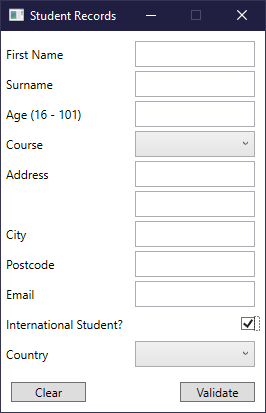 Student Records
First Name
Surname
Age (16 - 101)
Course
Address
City
Postcode
Email
International Student?
Country
Clear
Validate